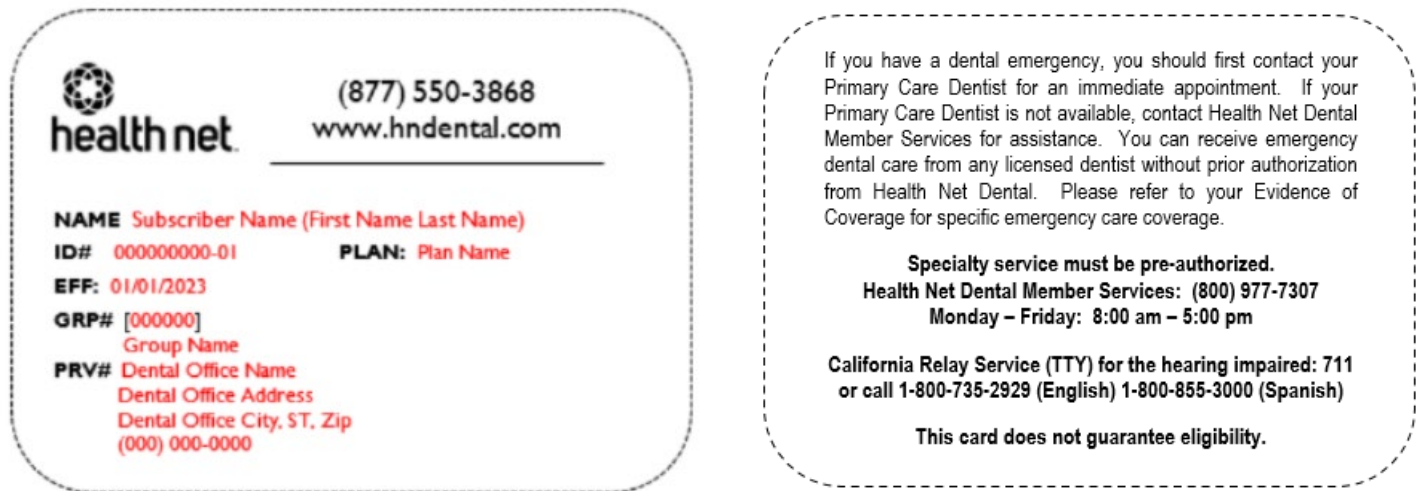 health net
(877) 550-3868
www.hndental.com
NAME Subscriber Name (First Name Last Name)
ID# 000000000-01 PLAN: Plan Name
EFF: 01/01/2023
GRP# [000000]
Group Name
PRV# Dental Office Name
Dental Office Address
Dental Office City, ST, Zip
(000) 000-0000
If you have a dental emergency, you should first contact your
Primary Care Dentist for an immediate appointment. If your
Primary Care Dentist is not available, contact Health Net Dental
Member Services for assistance. You can receive emergency
dental care from any licensed dentist without prior authorization
from Health Net Dental. Please refer to your Evidence of
Coverage for specific emergency care coverage.
Specialty service must be pre-authorized.
Health Net Dental Member Services: (800) 977-7307
Monday – Friday: 8:00 am – 5:00 pm
California Relay Service (TTY) for the hearing impaired: 711
or call 1-800-735-2929 (English) 1-800-855-3000 (Spanish)
This card does not guarantee eligibility.